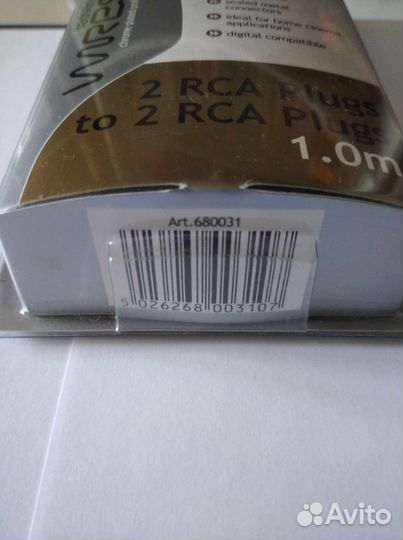 sealed metal
connectors
ideal for home cinema
applications
digital compatible
2 RCA Plugs
to 2 RCA Plugs
1.0m
Art.680031
5 026268 003107
Avito